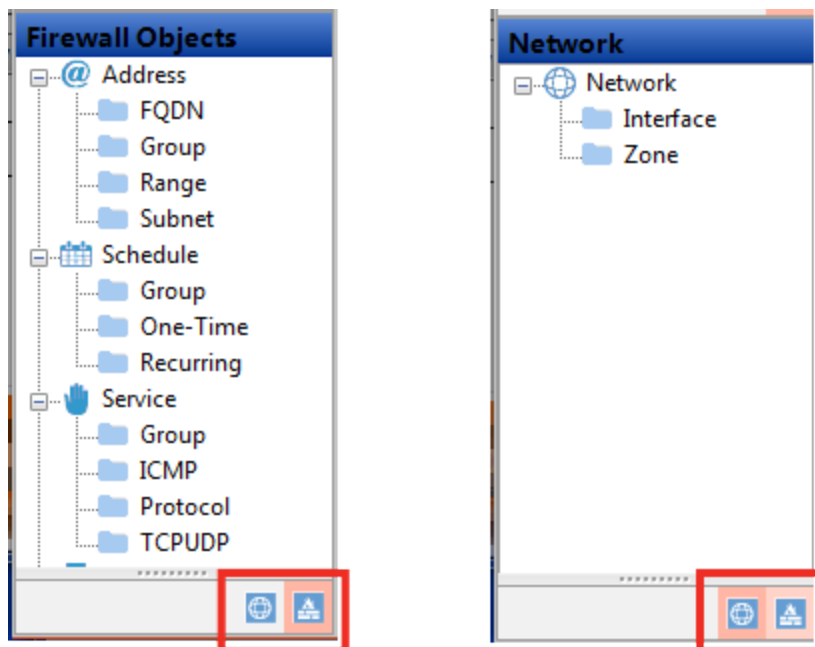 Firewall Objects
Address
FQDN
Group
Range
Subnet
Schedule
Group
One-Time
Recurring
Service
Group
ICMP
Protocol
TCPUDP
Network
Network
Interface
Zone